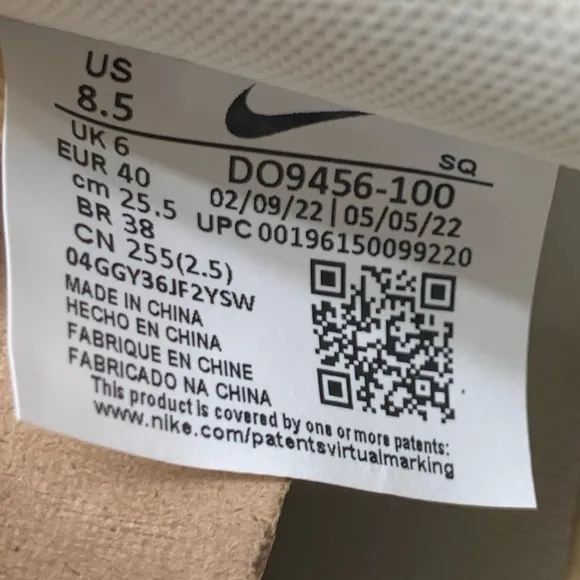 US
8.5
SQ
UK 6
DO9456-100
EUR 40
02/09/22 | 05/05/22
cm 25.5
UPC 00196150099220
BR 38
CN 255(2.5)
04GGY36JF2YSW
MADE IN CHINA
HECHO EN CHINA
FABRIQUE EN CHINE
FABRICADO NA CHINA
This product is covered by one or more patents:
www.nike.com/patentsvirtualmarking